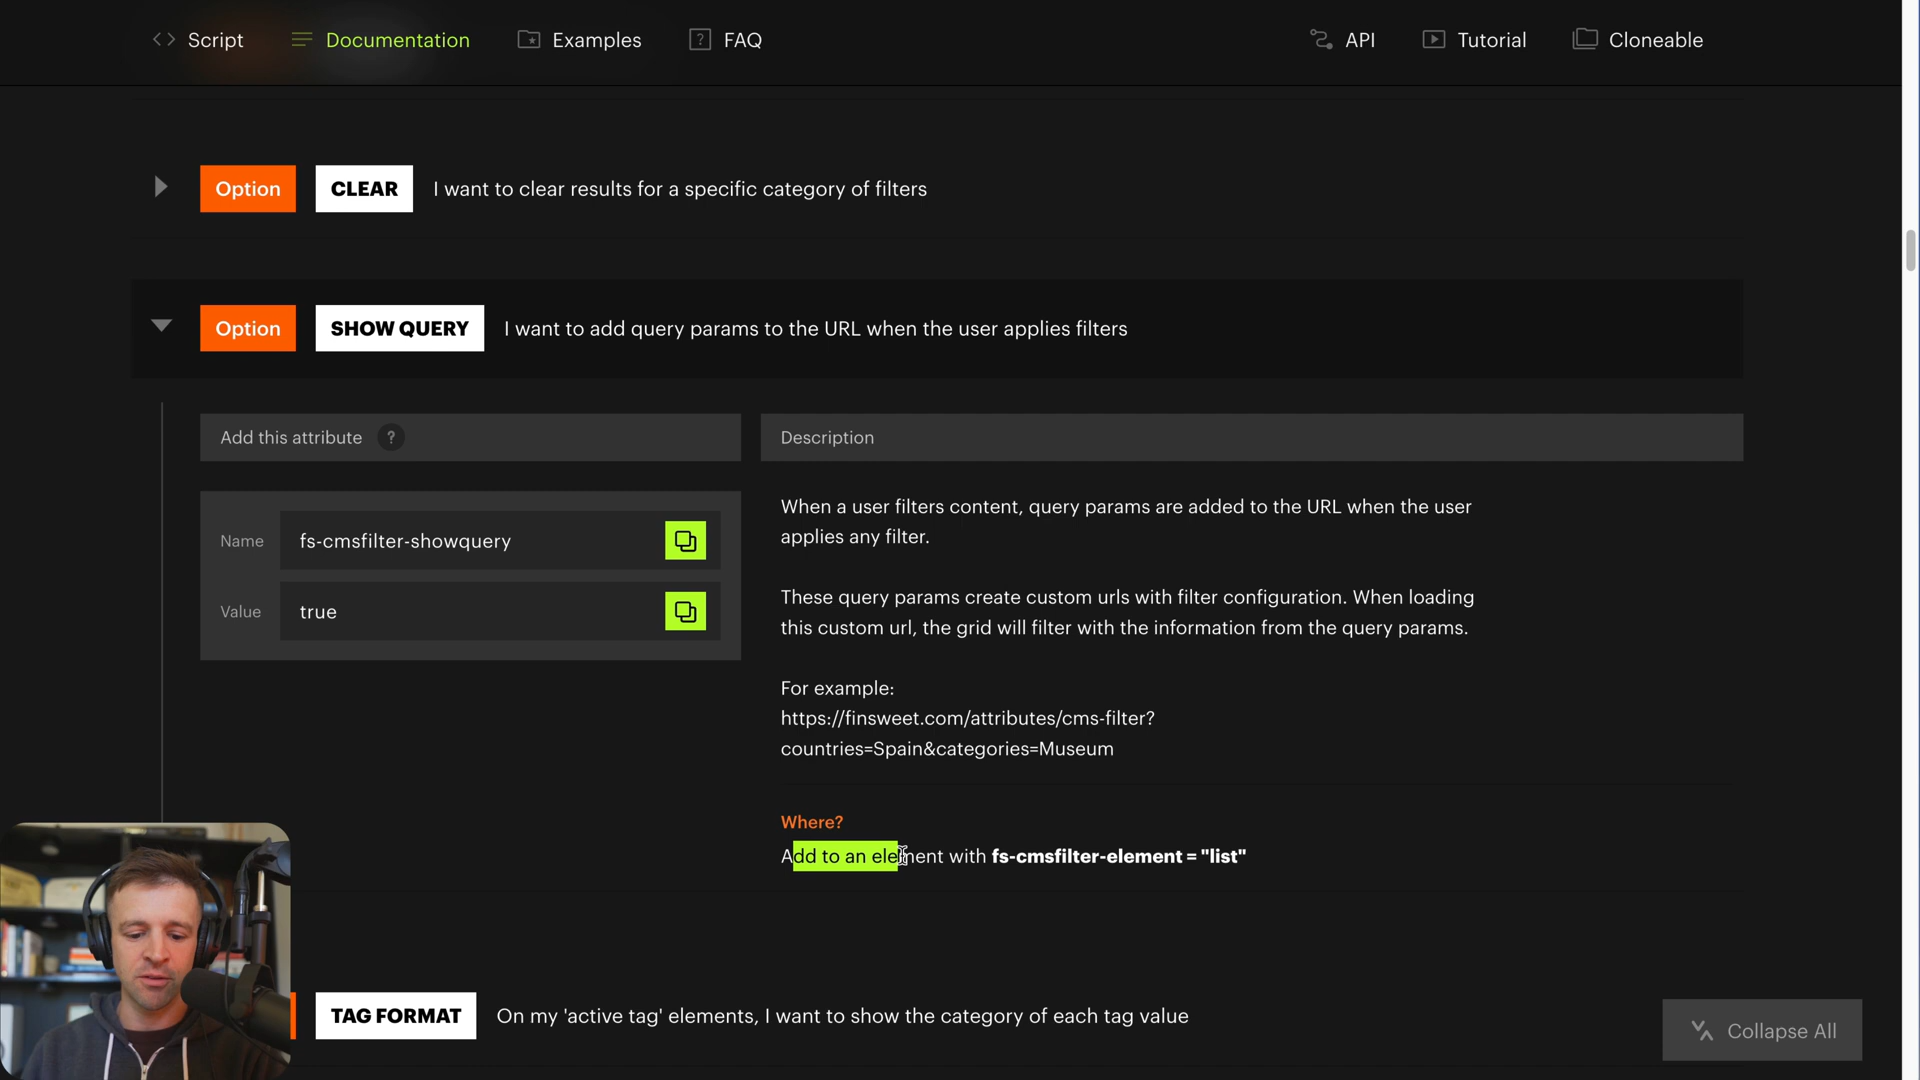 Script
Documentation
Examples
FAQ
API
Tutorial
Cloneable
Option CLEAR I want to clear results for a specific category of filters
Option SHOW QUERY I want to add query params to the URL when the user applies filters
Add this attribute ?
Description
Name fs-cmsfilter-showquery
Value true
When a user filters content, query params are added to the URL when the user
applies any filter.
These query params create custom urls with filter configuration. When loading
this custom url, the grid will filter with the information from the query params.
For example:
https://finsweet.com/attributes/cms-filter?
countries=Spain&categories=Museum
Where?
Add to an element with fs-cmsfilter-element = "list"
TAG FORMAT On my 'active tag' elements, I want to show the category of each tag value
Collapse All